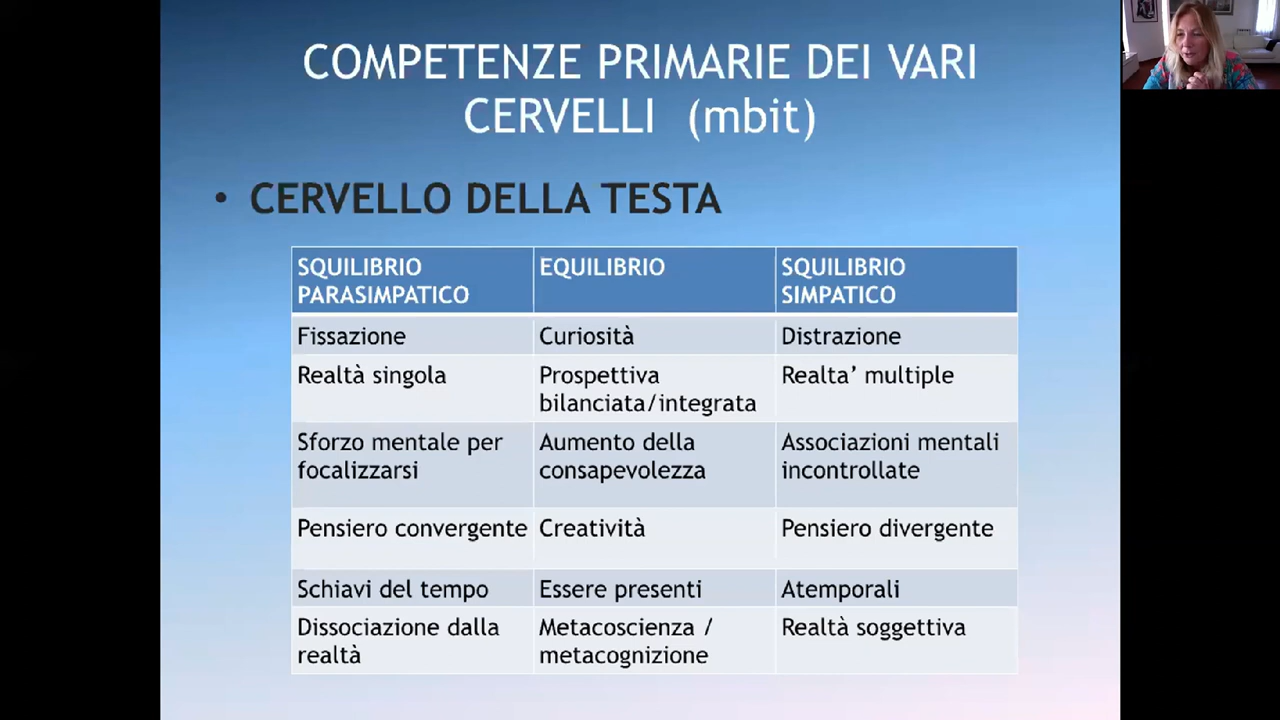 COMPETENZE PRIMARIE DEI VARI
CERVELLI (mbit)
• CERVELLO DELLA TESTA
SQUILIBRIO
PARASIMPATICO
EQUILIBRIO
SQUILIBRIO
SIMPATICO
Fissazione
Curiosità
Distrazione
Realtà singola
Prospettiva
bilanciata/integrata
Realta' multiple
Sforzo mentale per
focalizzarsi
Aumento della
consapevolezza
Associazioni mentali
incontrollate
Pensiero convergente
Creatività
Pensiero divergente
Schiavi del tempo
Essere presenti
Atemporali
Dissociazione dalla
realtà
Metacoscienza /
metacognizione
Realtà soggettiva